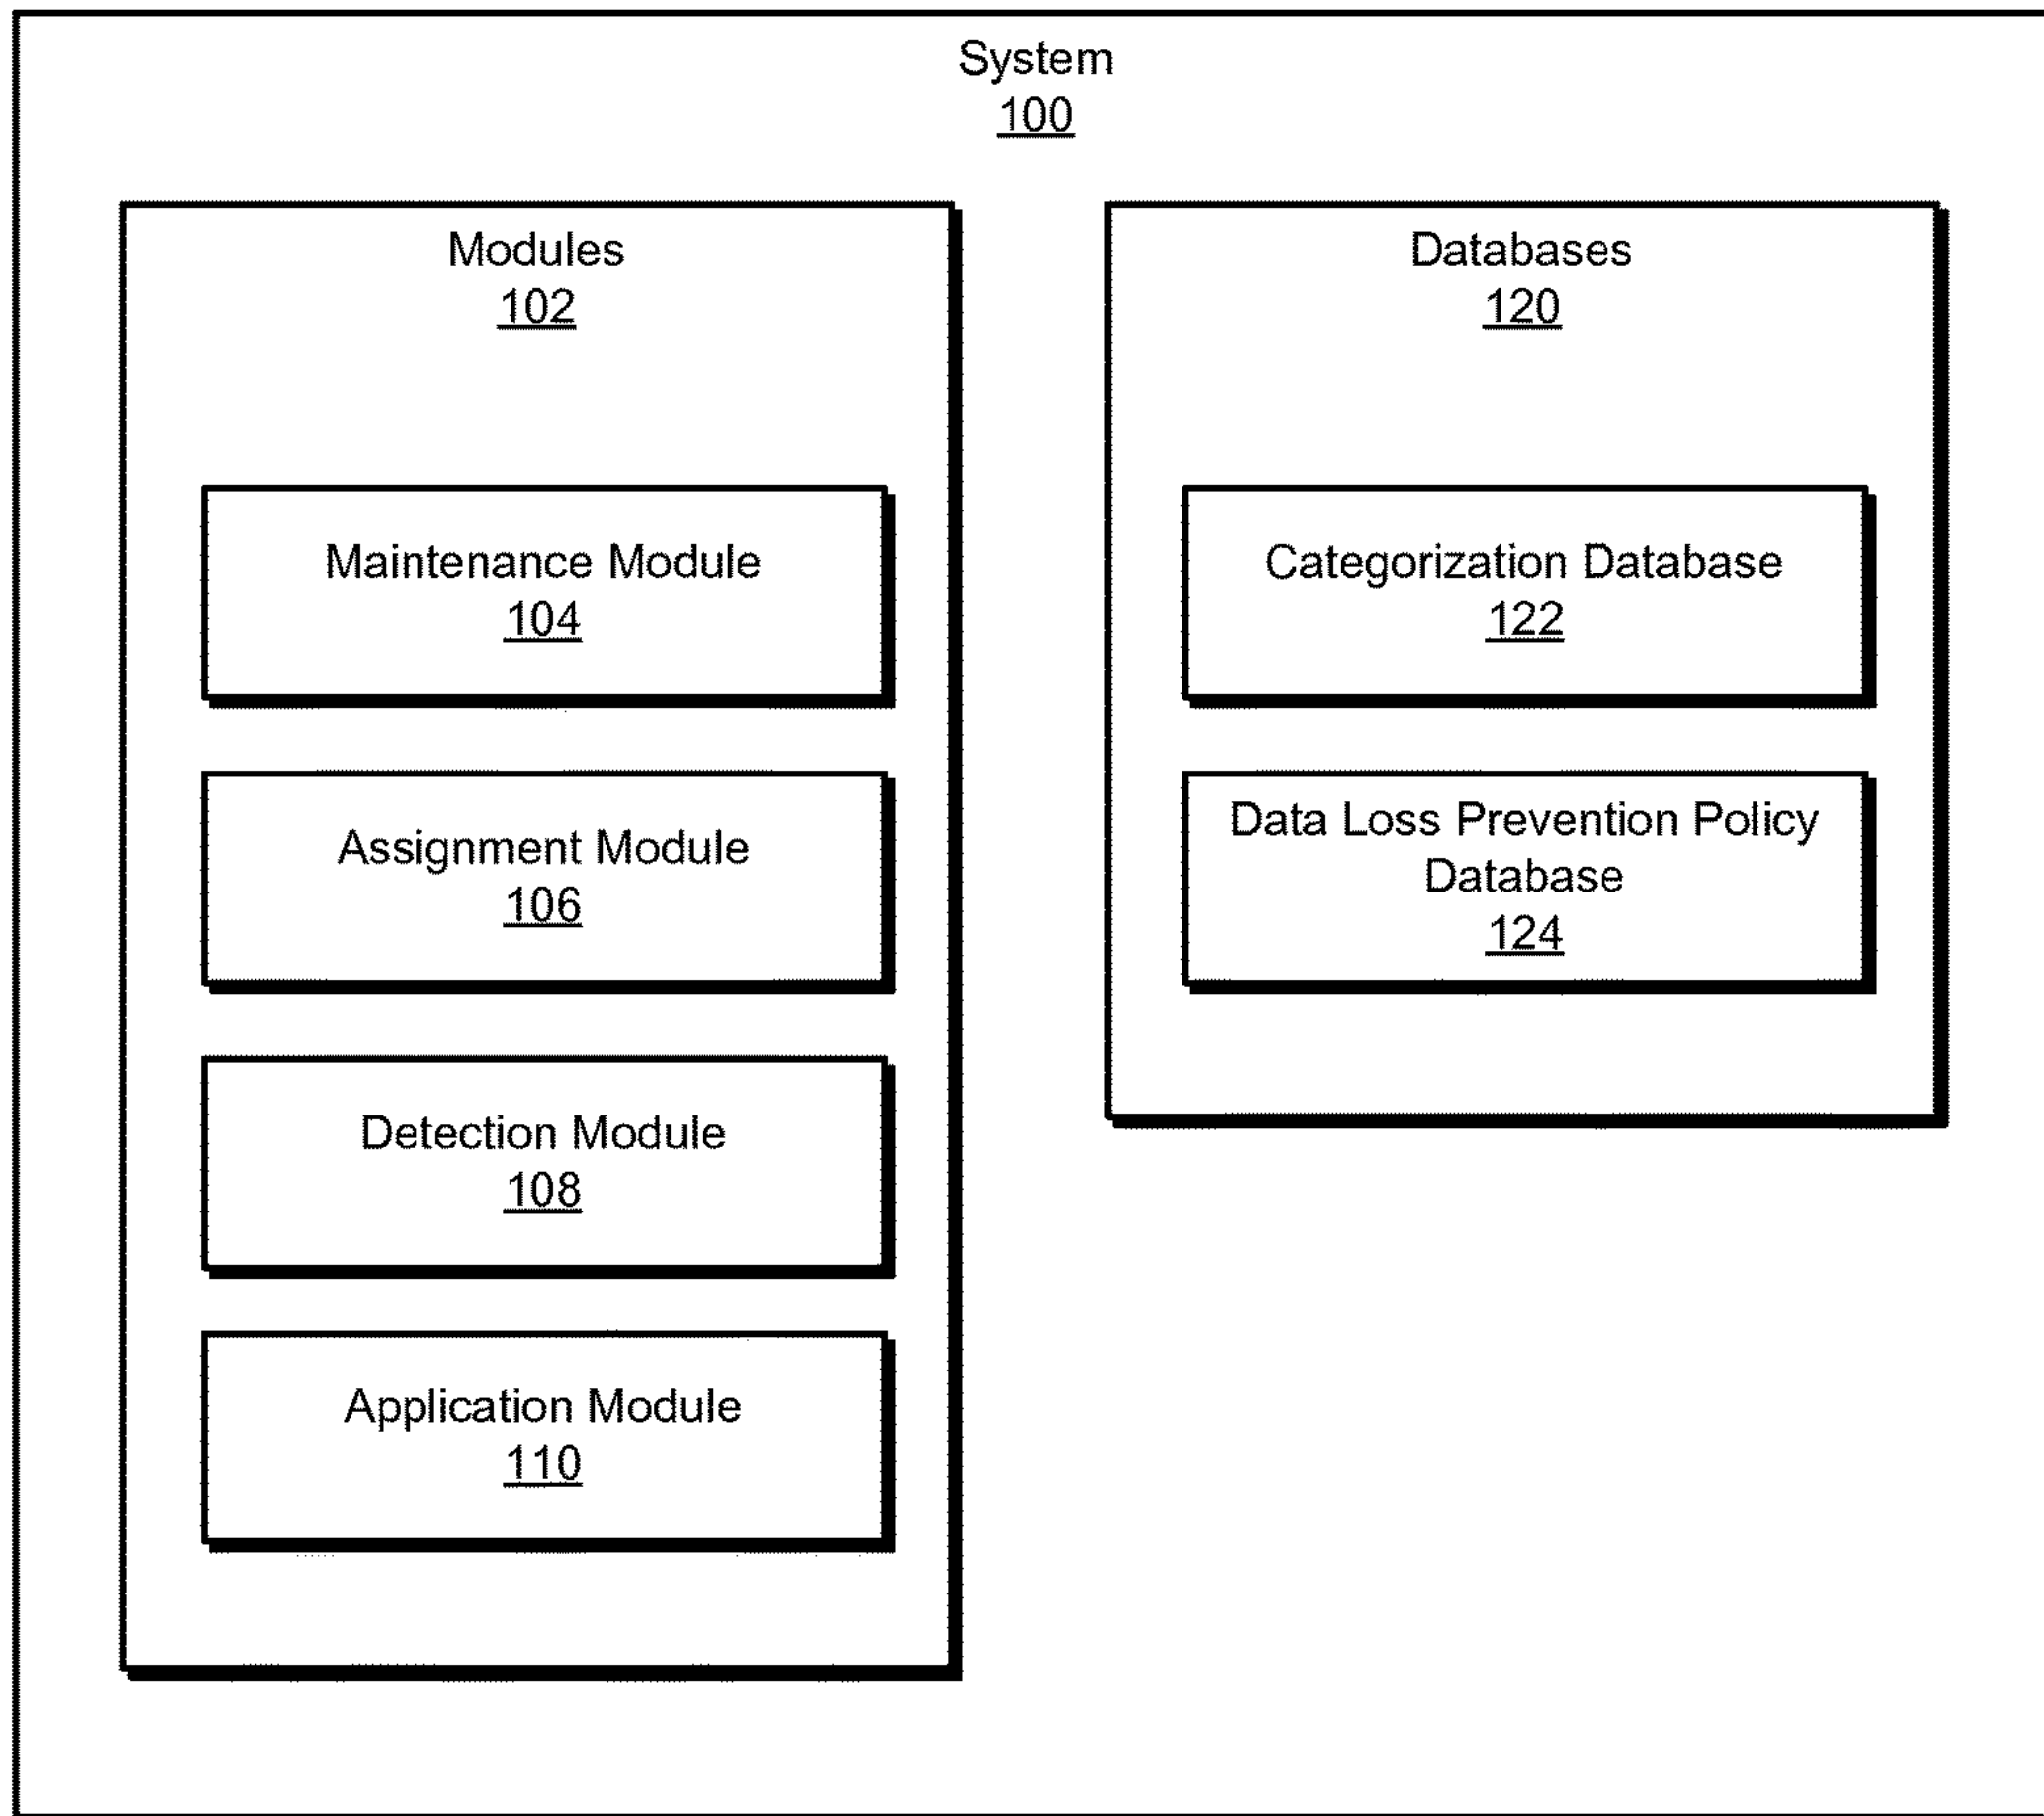 System
100
Modules
102
Maintenance Module
104
Assignment Module
106
Detection Module
108
Application Module
110
Databases
120
Categorization Database
122
Data Loss Prevention Policy
Database
124